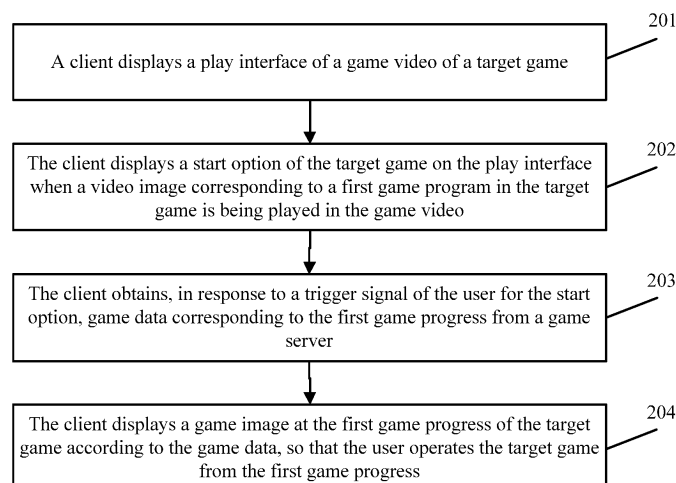 201
A client displays a play interface of a game video of a target game
202
The client displays a start option of the target game on the play interface
when a video image corresponding to a first game program in the target
game is being played in the game video
203
The client obtains, in response to a trigger signal of the user for the start
option, game data corresponding to the first game progress from a game
server
204
The client displays a game image at the first game progress of the target
game according to the game data, so that the user operates the target game
from the first game progress